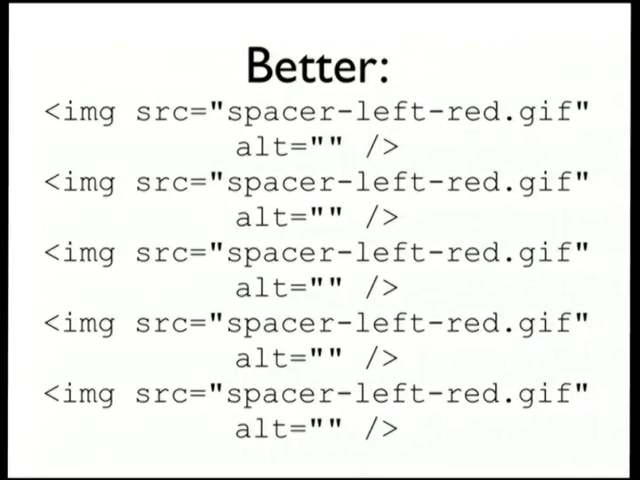 Better:
<img src="spacer-left-red.gif"
alt="" />
<img src="spacer-left-red.gif"
alt="" />
<img src="spacer-left-red.gif"
alt="" />
<img src="spacer-left-red.gif"
alt="" />
<img src="spacer-left-red.gif"
alt="" />